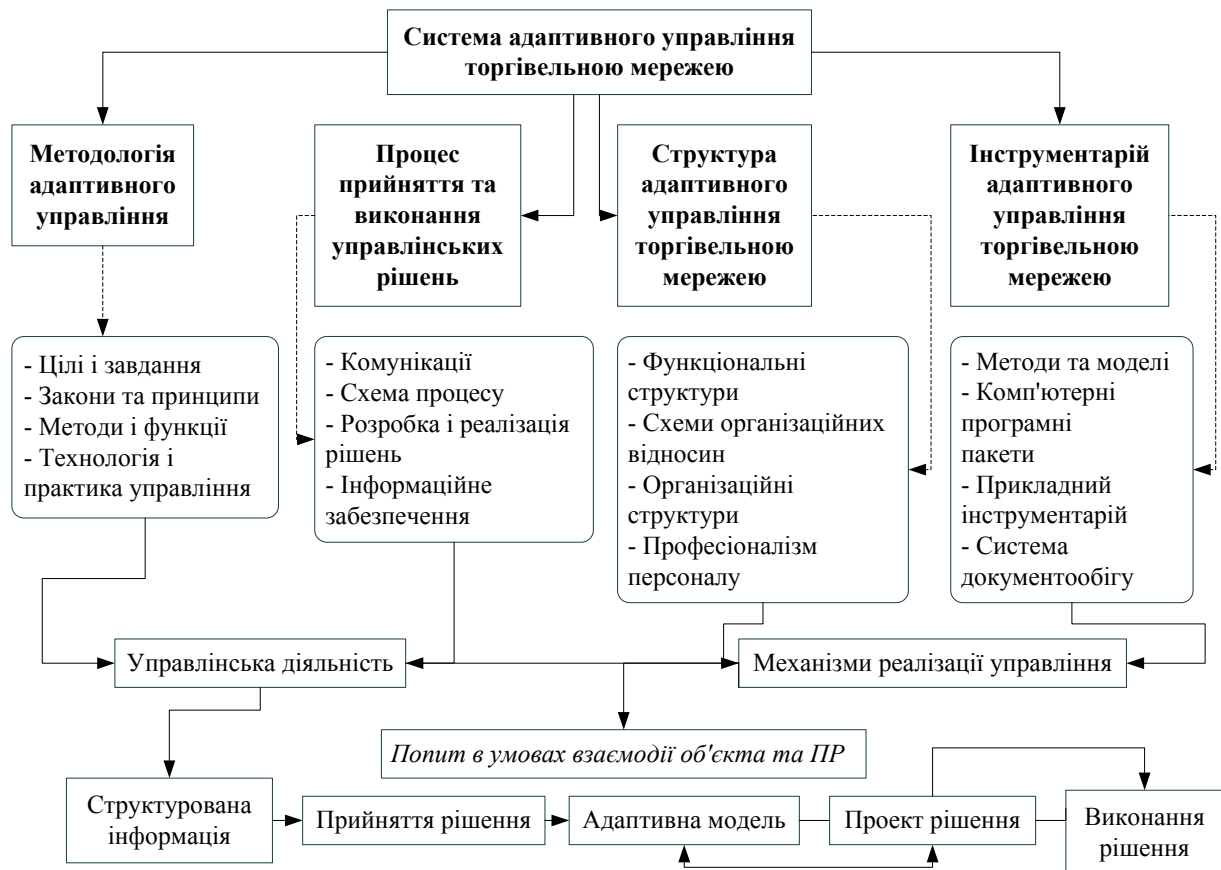 Система адаптивного управління
торгівельною мережею
Методологія
адаптивного
управління
Процес
прийняття та
виконання
управлінських
рішень
Структура
адаптивного
управління
торгівельною
мережею
Інструментарій
адаптивного
управління
торгівельною
мережею
- Цілі і завдання
- Закони та принципи
- Методи і функції
- Технологія і
практика управління
- Комунікації
- Схема процесу
- Розробка і реалізація
рішень
- Інформаційне
забезпечення
- Функціональні
структури
- Схеми організаційних
відносин
- Організаційні
структури
- Професіоналізм
персоналу
- Методи та моделі
- Комп'ютерні
програмні
пакети
- Прикладний
інструментарій
- Система
документообігу
Управлінська діяльність
Механізми реалізації управління
Попит в умовах взаємодії об'єкта та ПР
Структурована
інформація
Прийняття рішення
Адаптивна модель
Проект рішення
Виконання
рішення